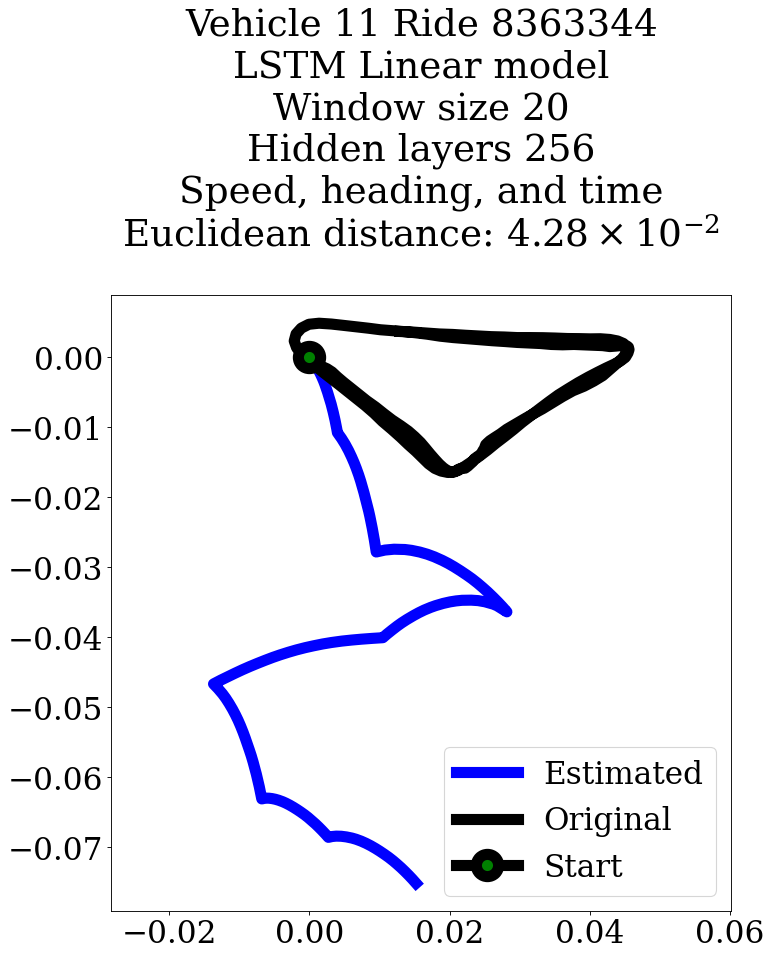 Vehicle 11 Ride 8363344
LSTM Linear model
Window size 20
Hidden layers 256
Speed, heading, and time
Euclidean distance: 4.28 × 10⁻²
0.00
−0.01
−0.02
−0.03
−0.04
−0.05
−0.06
−0.07
Estimated
Original
Start
−0.02 0.00 0.02 0.04 0.06